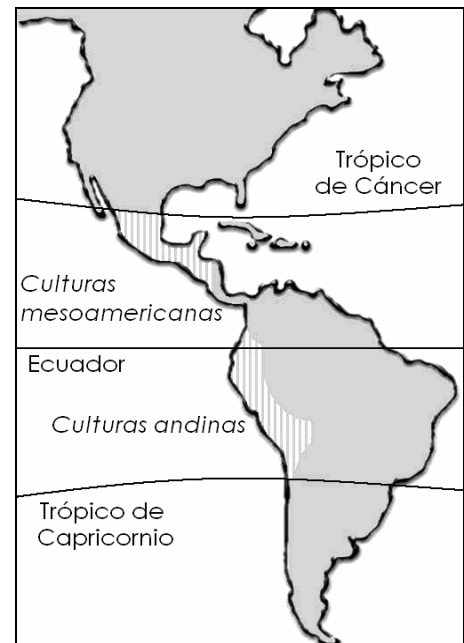 Trópico
de Cáncer
Culturas
mesoamericanas
Ecuador
Culturas andinas
Trópico de
Capricornio